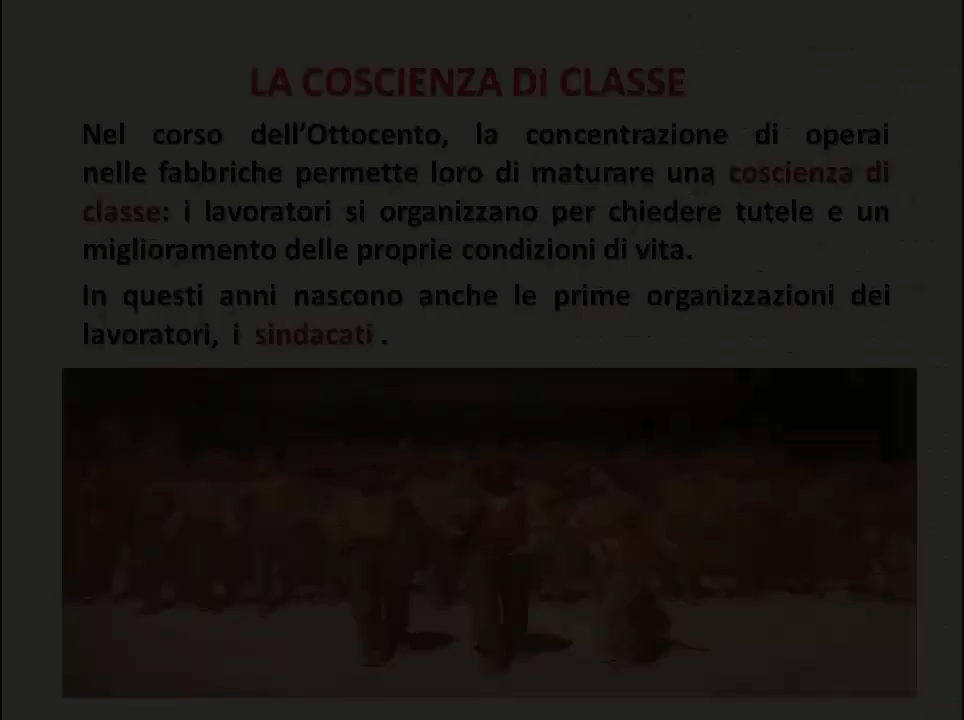 LA COSCIENZA DI CLASSE
Nel corso dell’Ottocento, la concentrazione di operai
nelle fabbriche permette loro di maturare una coscienza di
classe: i lavoratori si organizzano per chiedere tutele e un
miglioramento delle proprie condizioni di vita.
In questi anni nascono anche le prime organizzazioni dei
lavoratori, i sindacati .